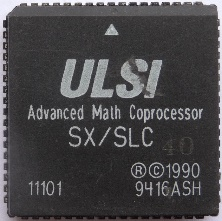 ULSI
Advanced Math Coprocessor
SX/SLC 40
®©1990
11101 9416ASH